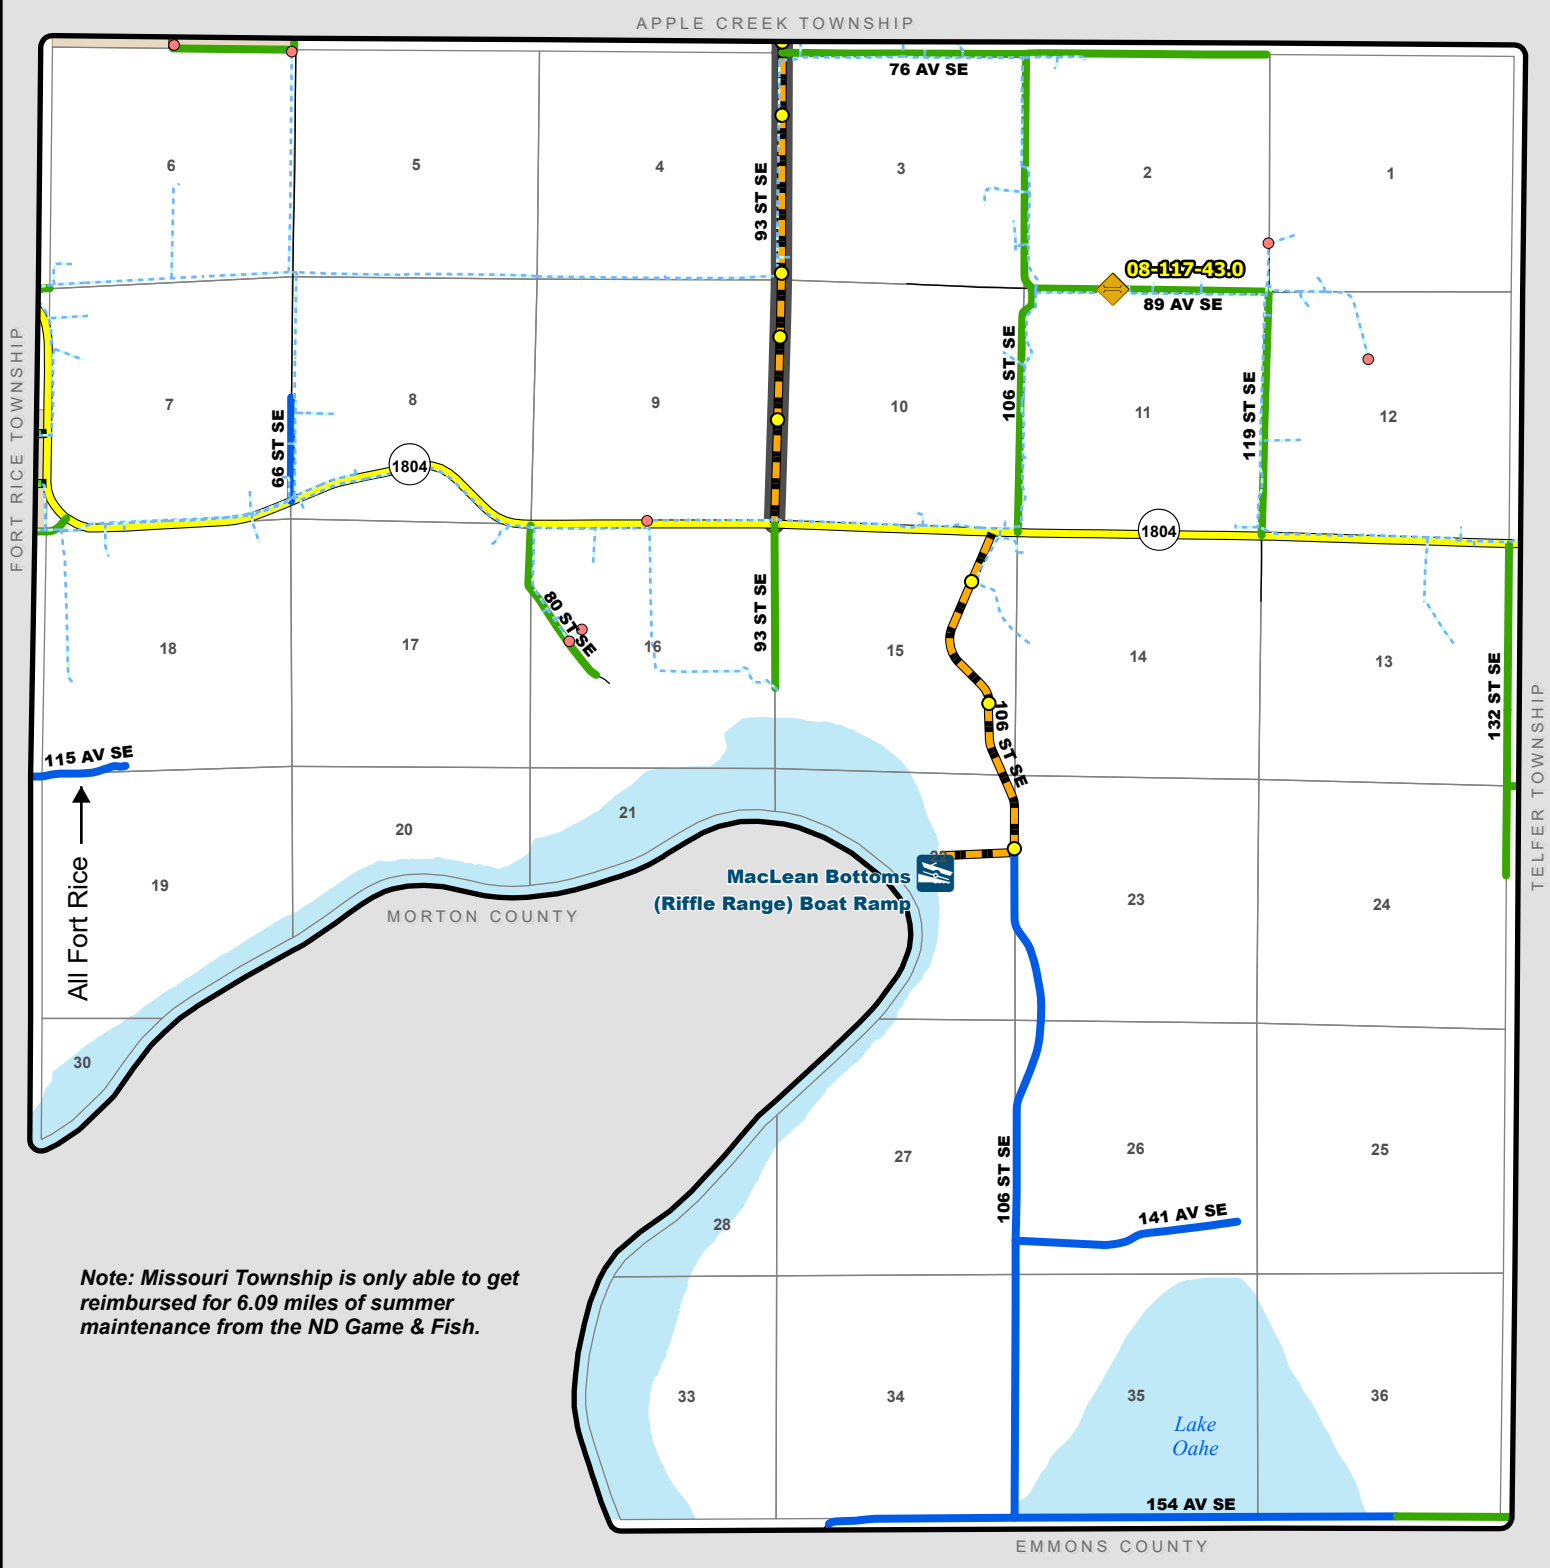 APPLE CREEK TOWNSHIP
76 AV SE
6
5
4
93 ST SE
3
2
1
08-117-43.0
89 AV SE
FORT RICE TOWNSHIP
7
66 ST SE
8
9
10
106 ST SE
11
119 ST SE
12
1804
1804
18
17
80 ST SE
16
93 ST SE
15
14
13
132 ST SE
TELFER TOWNSHIP
106 ST SE
115 AV SE
All Fort Rice
19
20
21
22
MacLean Bottoms
(Riffle Range) Boat Ramp
23
24
MORTON COUNTY
30
27
26
25
106 ST SE
28
141 AV SE
Note: Missouri Township is only able to get
reimbursed for 6.09 miles of summer
maintenance from the ND Game & Fish.
33
34
35
36
Lake
Oahe
154 AV SE
EMMONS COUNTY